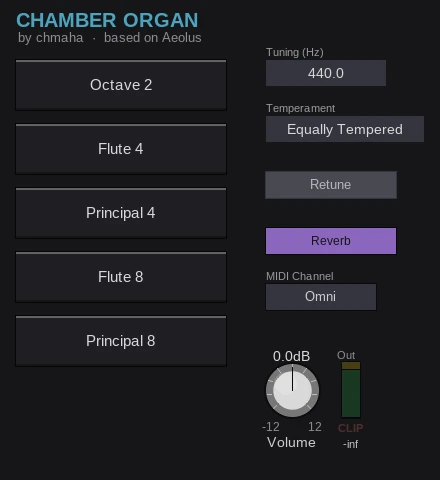 CHAMBER ORGAN
by chmaha · based on Aeolus
Octave 2
Flute 4
Principal 4
Flute 8
Principal 8
Tuning (Hz)
440.0
Temperament
Equally Tempered
Retune
Reverb
MIDI Channel
Omni
0.0dB
-12 12
Volume
Out
CLIP
-inf